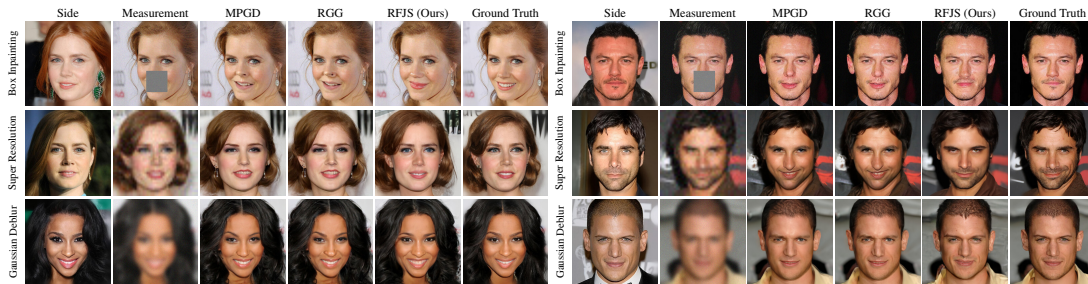 Side Measurement MPGD RGG RFJS (Ours) Ground Truth
Box Inpainting
Super Resolution
Gaussian Deblur
Side Measurement MPGD RGG RFJS (Ours) Ground Truth
Box Inpainting
Super Resolution
Gaussian Deblur